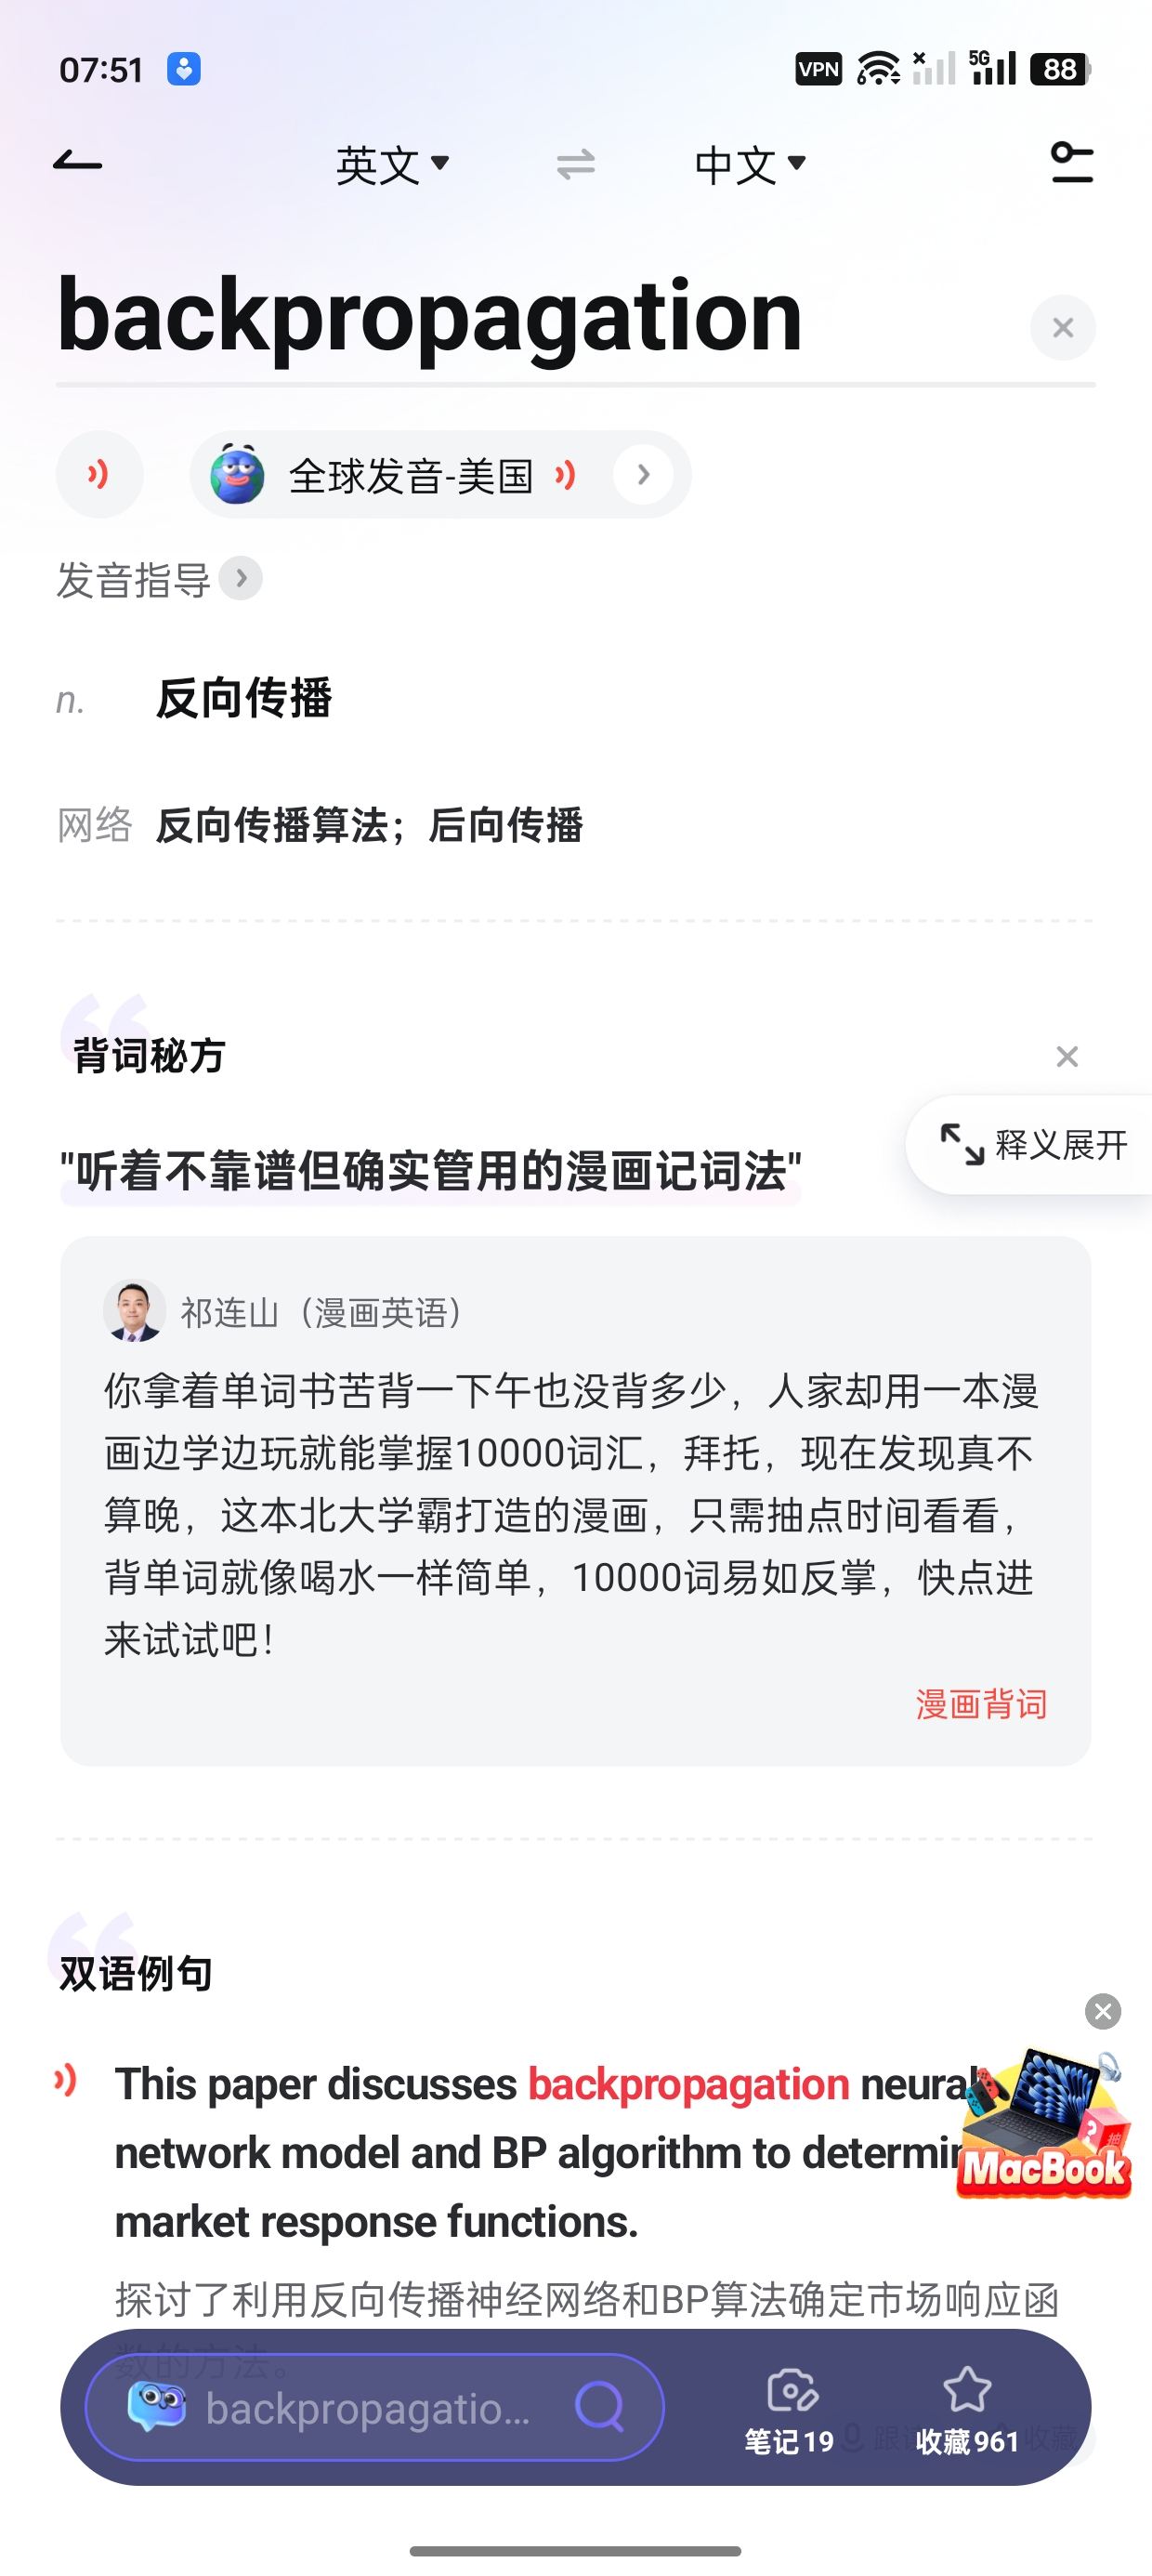 07:51
VPN
5G
88
英文
中文
backpropagation
全球发音-美国
发音指导
n. 反向传播
网络 反向传播算法；后向传播
背词秘方
"听着不靠谱但确实管用的漫画记词法"
释义展开
祁连山（漫画英语）
你拿着单词书苦背一下午也没背多少，人家却用一本漫
画边学边玩就能掌握10000词汇，拜托，现在发现真不
算晚，这本北大学霸打造的漫画，只需抽点时间看看，
背单词就像喝水一样简单，10000词易如反掌，快点进
来试试吧！
漫画背词
双语例句
This paper discusses backpropagation neural
network model and BP algorithm to determin
market response functions.
MacBook
探讨了利用反向传播神经网络和BP算法确定市场响应函
数的方法。
backpropagatio...
笔记19
收藏961
收藏